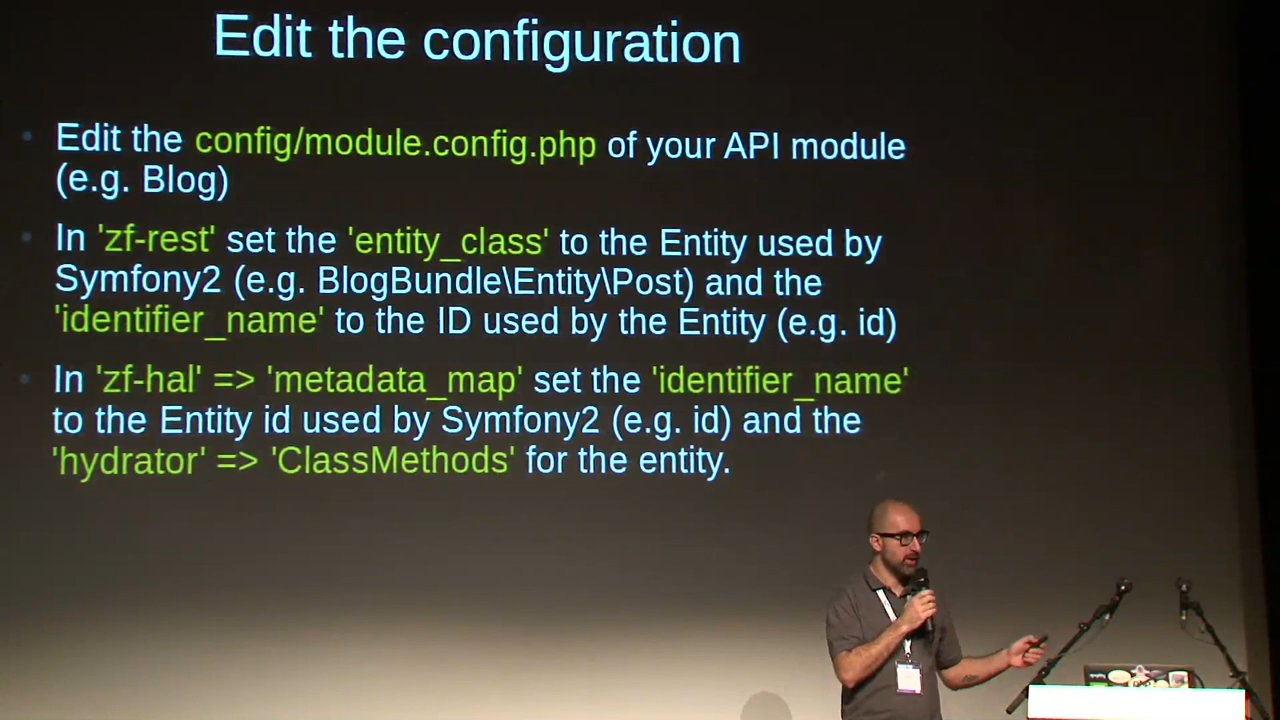 Edit the configuration
Edit the config/module.config.php of your API module
(e.g. Blog)
In 'zf-rest' set the 'entity_class' to the Entity used by
Symfony2 (e.g. BlogBundle\Entity\Post) and the
'identifier_name' to the ID used by the Entity (e.g. id)
In 'zf-hal' => 'metadata_map' set the 'identifier_name'
to the Entity id used by Symfony2 (e.g. id) and the
'hydrator' => 'ClassMethods' for the entity.